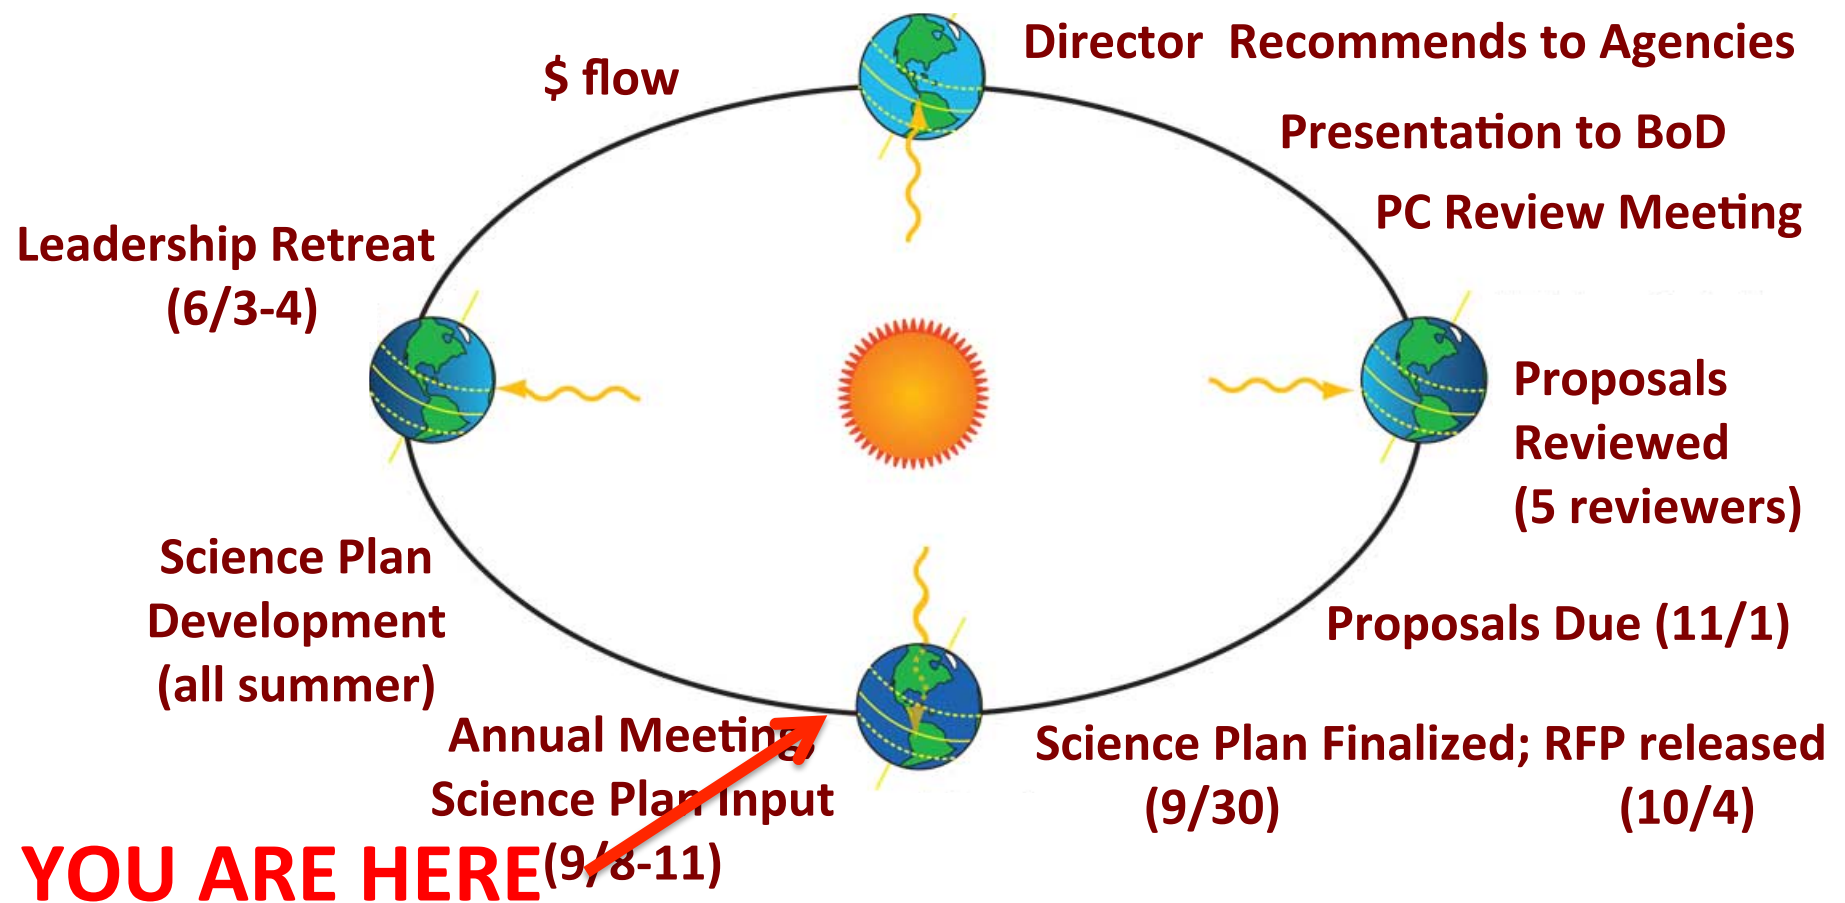 $ flow
Director Recommends to Agencies
Presentation to BoD
PC Review Meeting
Leadership Retreat
(6/3-4)
Proposals
Reviewed
(5 reviewers)
Science Plan
Development
(all summer)
Proposals Due (11/1)
Annual Meeting,
Science Plan Input
(9/8-11)
Science Plan Finalized; RFP released
(9/30) (10/4)
YOU ARE HERE